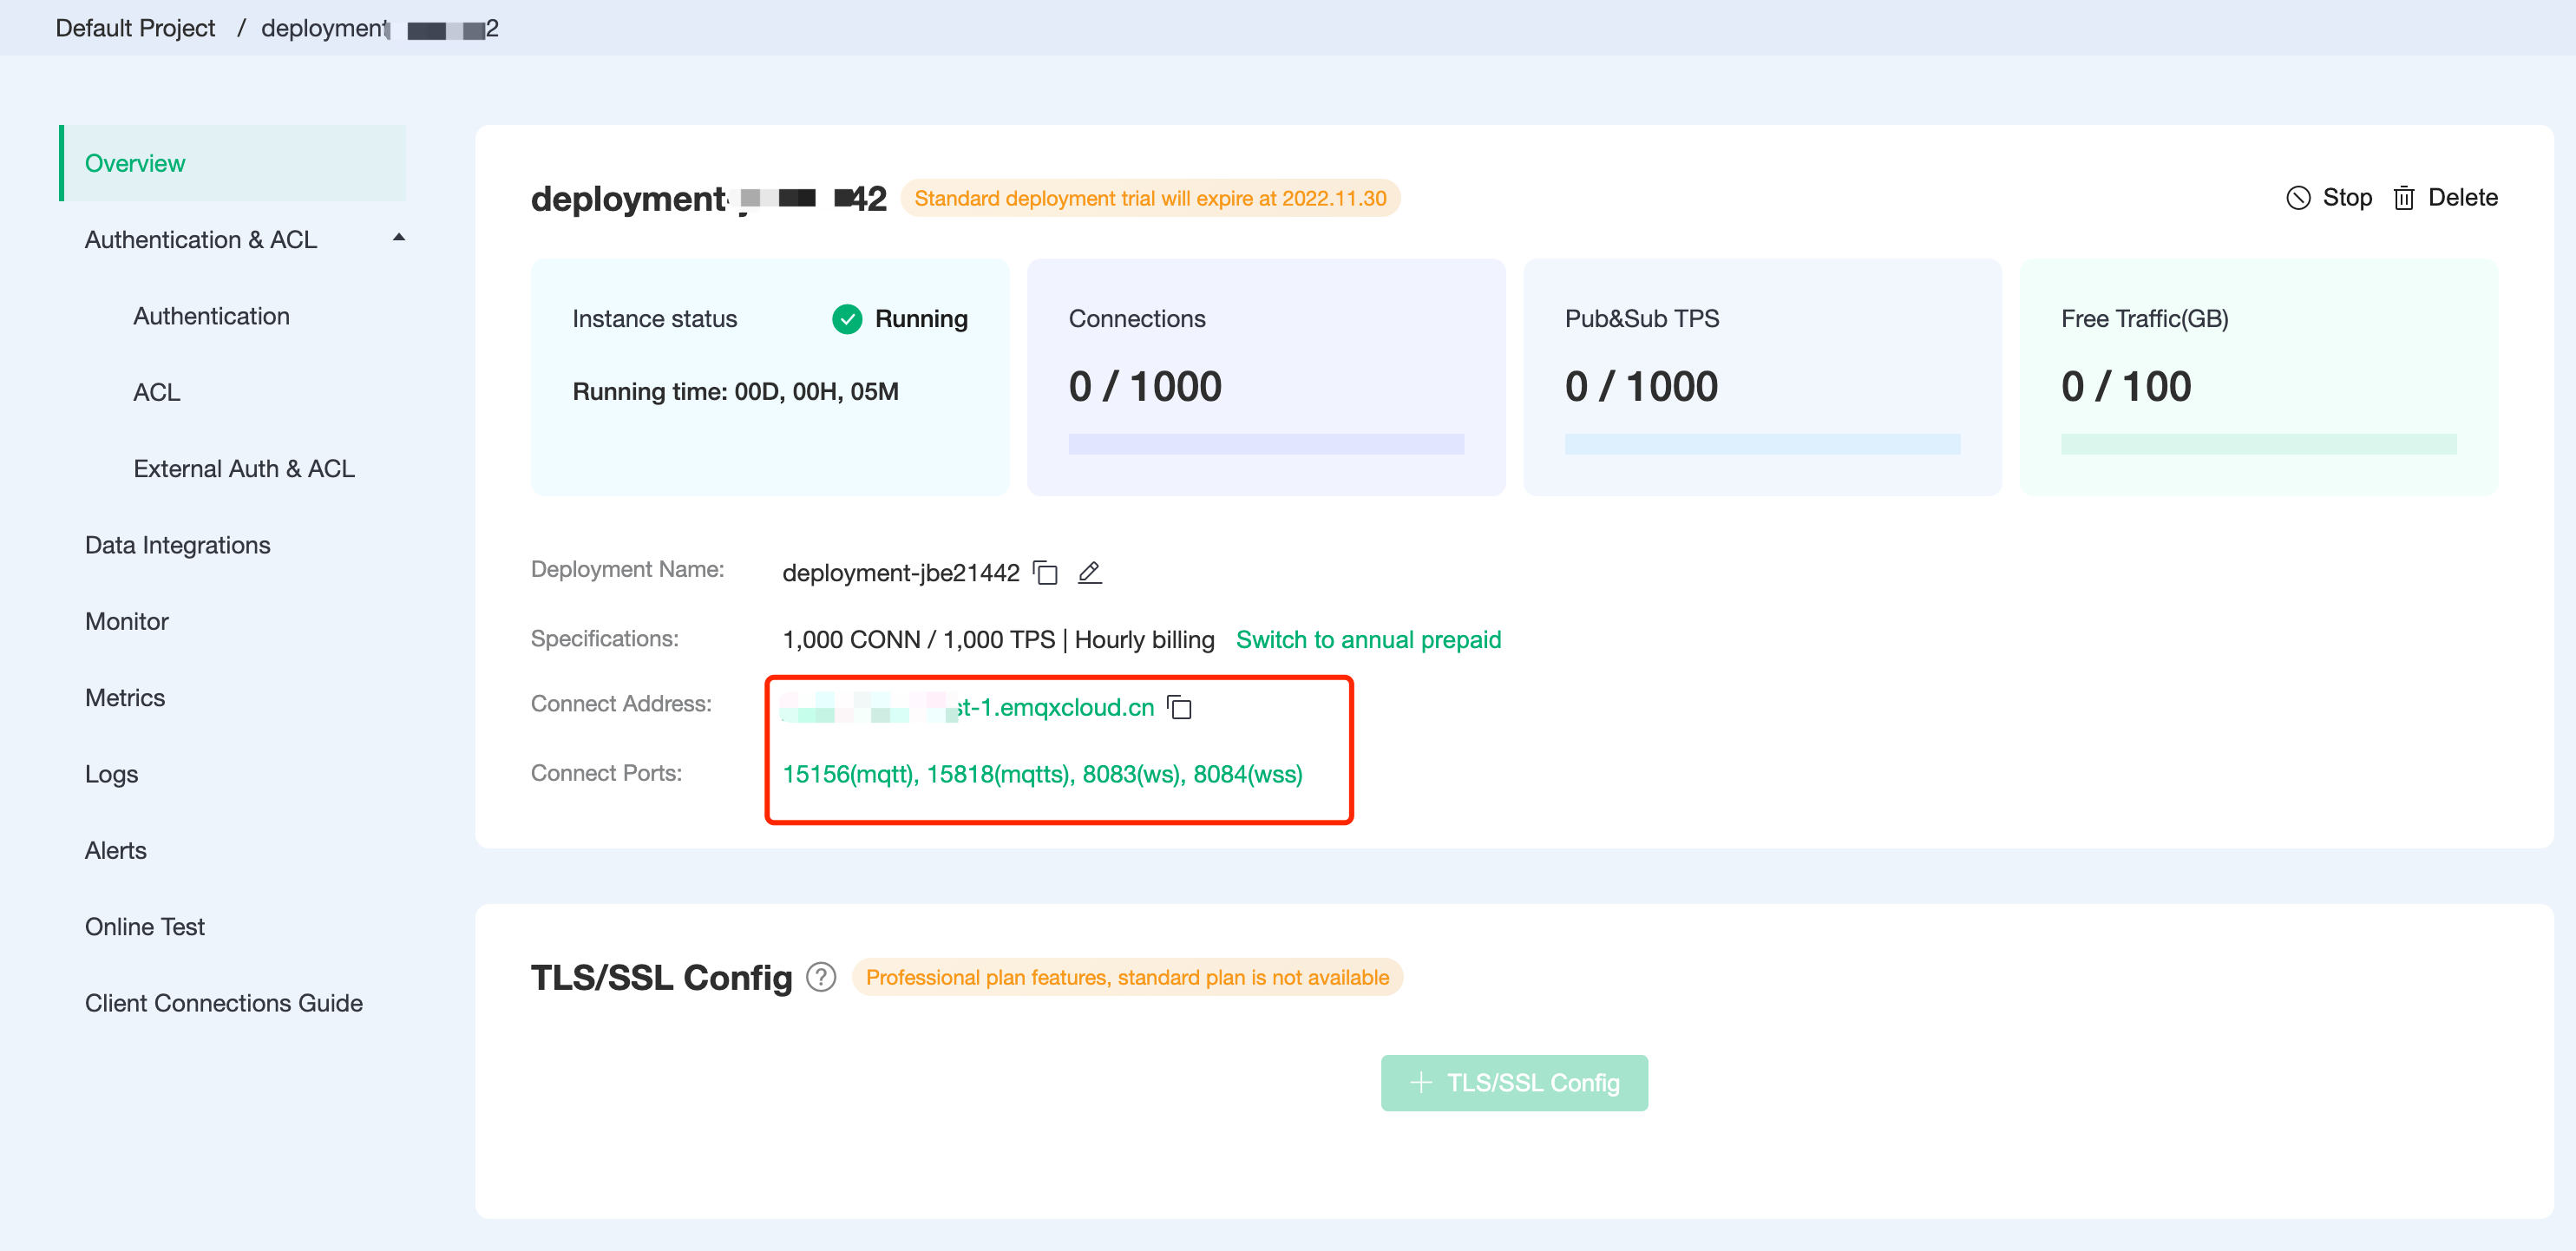 Default Project / deployment 2
Overview
Authentication & ACL
Authentication
ACL
External Auth & ACL
Data Integrations
Monitor
Metrics
Logs
Alerts
Online Test
Client Connections Guide
deployment- 42 Standard deployment trial will expire at 2022.11.30
Stop Delete
Instance status Running
Running time: 00D, 00H, 05M
Connections
0 / 1000
Pub&Sub TPS
0 / 1000
Free Traffic(GB)
0 / 100
Deployment Name: deployment-jbe21442
Specifications: 1,000 CONN / 1,000 TPS | Hourly billing Switch to annual prepaid
Connect Address: st-1.emqxcloud.cn
Connect Ports: 15156(mqtt), 15818(mqtts), 8083(ws), 8084(wss)
TLS/SSL Config ? Professional plan features, standard plan is not available
+ TLS/SSL Config